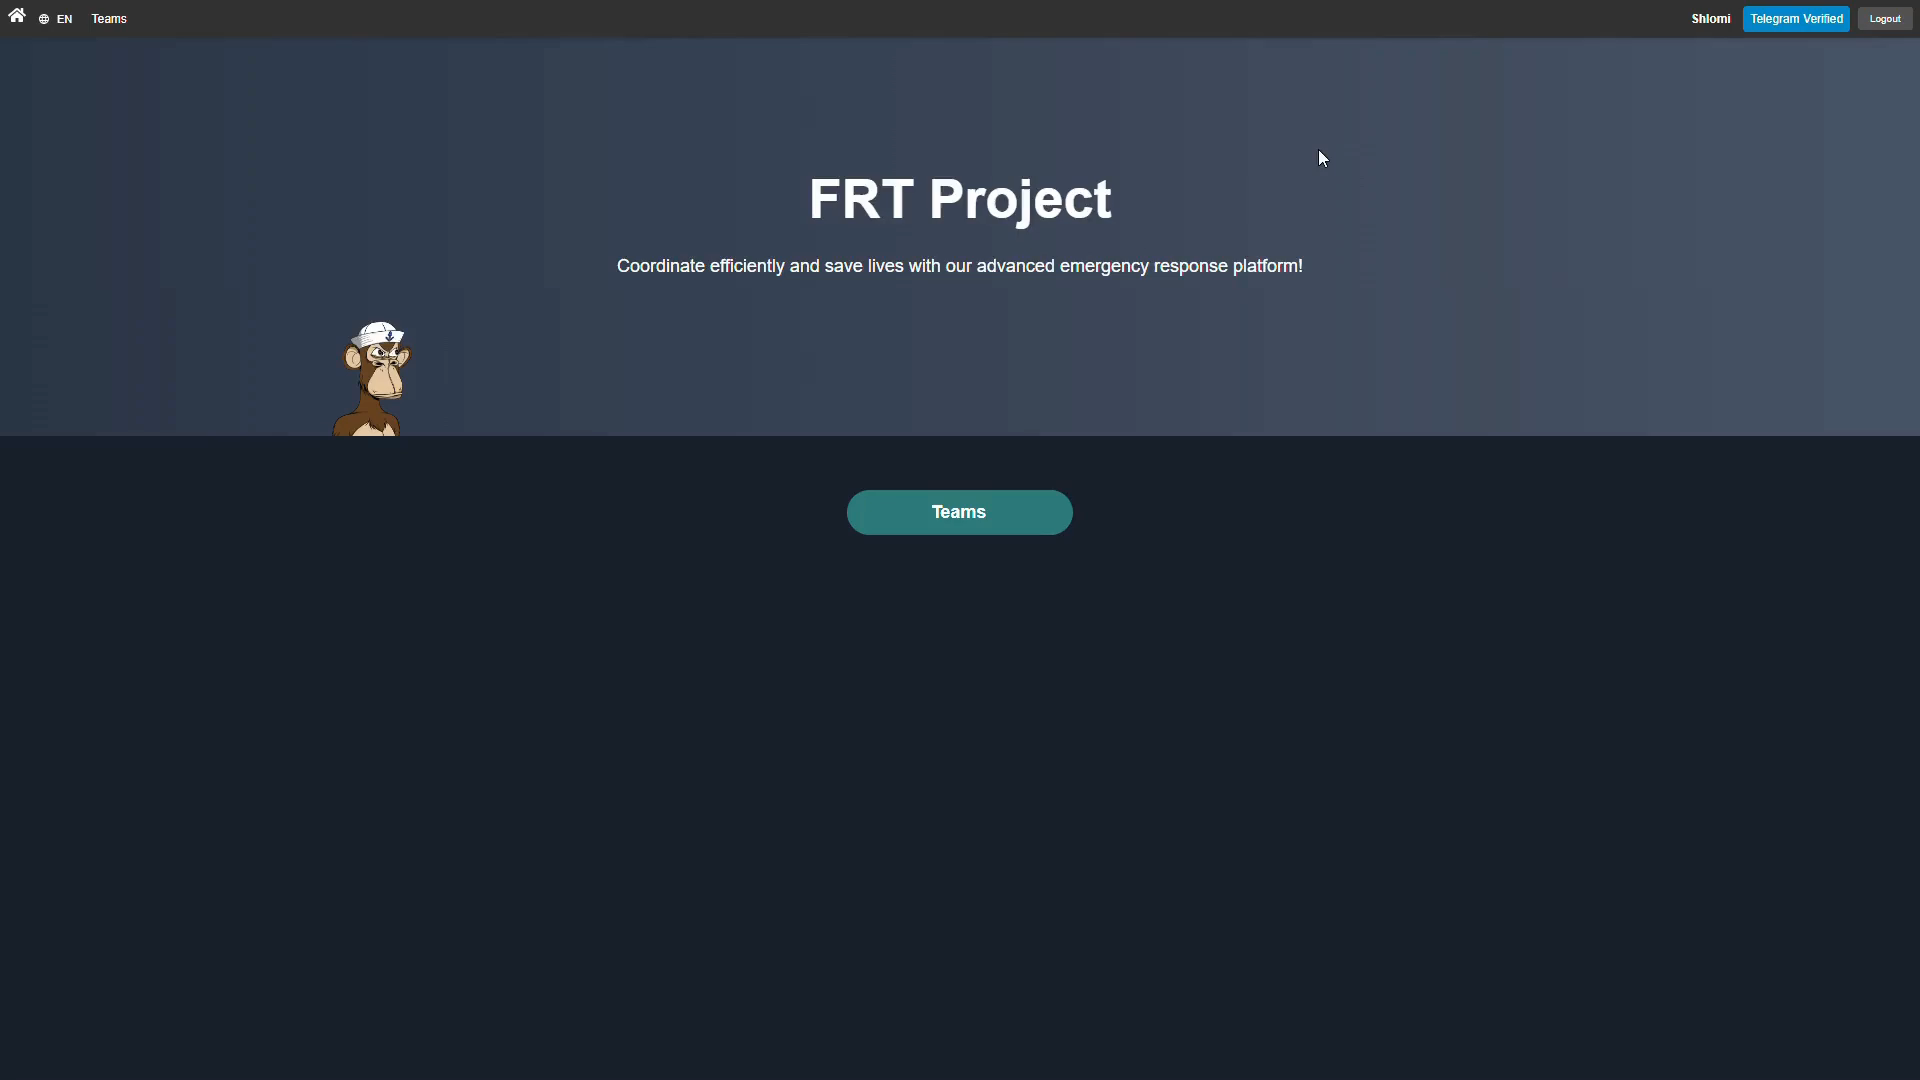 EN Teams Shlomi Telegram Verified Logout
FRT Project
Coordinate efficiently and save lives with our advanced emergency response platform!
Teams